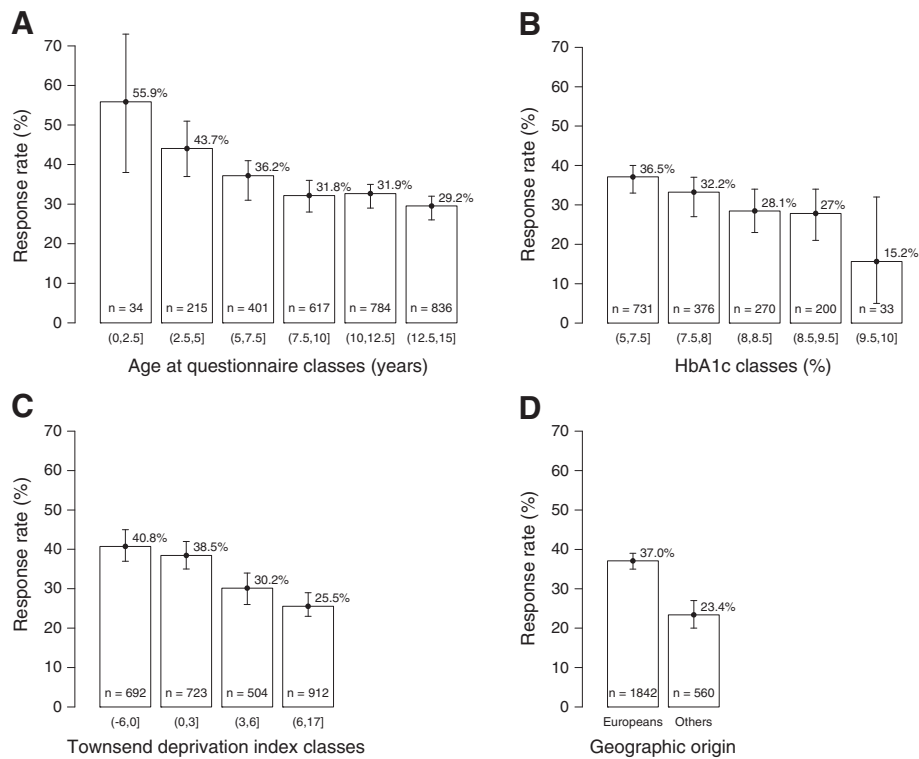 A
Response rate (%)
70
60
50
40
30
20
10
0
55.9%
43.7%
36.2%
31.8%
31.9%
29.2%
n = 34
n = 215
n = 401
n = 617
n = 784
n = 836
(0,2.5]
(2.5,5]
(5,7.5]
(7.5,10]
(10,12.5]
(12.5,15]
Age at questionnaire classes (years)
B
Response rate (%)
70
60
50
40
30
20
10
0
36.5%
32.2%
28.1%
27%
15.2%
n = 731
n = 376
n = 270
n = 200
n = 33
(5,7.5]
(7.5,8]
(8,8.5]
(8.5,9.5]
(9.5,10]
HbA1c classes (%)
C
Response rate (%)
70
60
50
40
30
20
10
0
40.8%
38.5%
30.2%
25.5%
n = 692
n = 723
n = 504
n = 912
(-6,0]
(0,3]
(3,6]
(6,17]
Townsend deprivation index classes
D
Response rate (%)
70
60
50
40
30
20
10
0
37.0%
23.4%
n = 1842
n = 560
Europeans
Others
Geographic origin